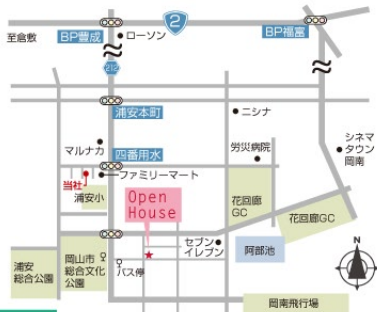 2
至倉敷
BP豊成
ローソン
BP福富
212
浦安本町
ニシナ
マルナカ
四番用水
労災病院
シネマ
タウン
岡南
当社
ファミリーマート
浦安小
Open
House
花回廊
GC
花回廊GC
セブン
イレブン
阿部池
浦安
総合公園
岡山市
総合文化
公園
バス停
N
岡南飛行場